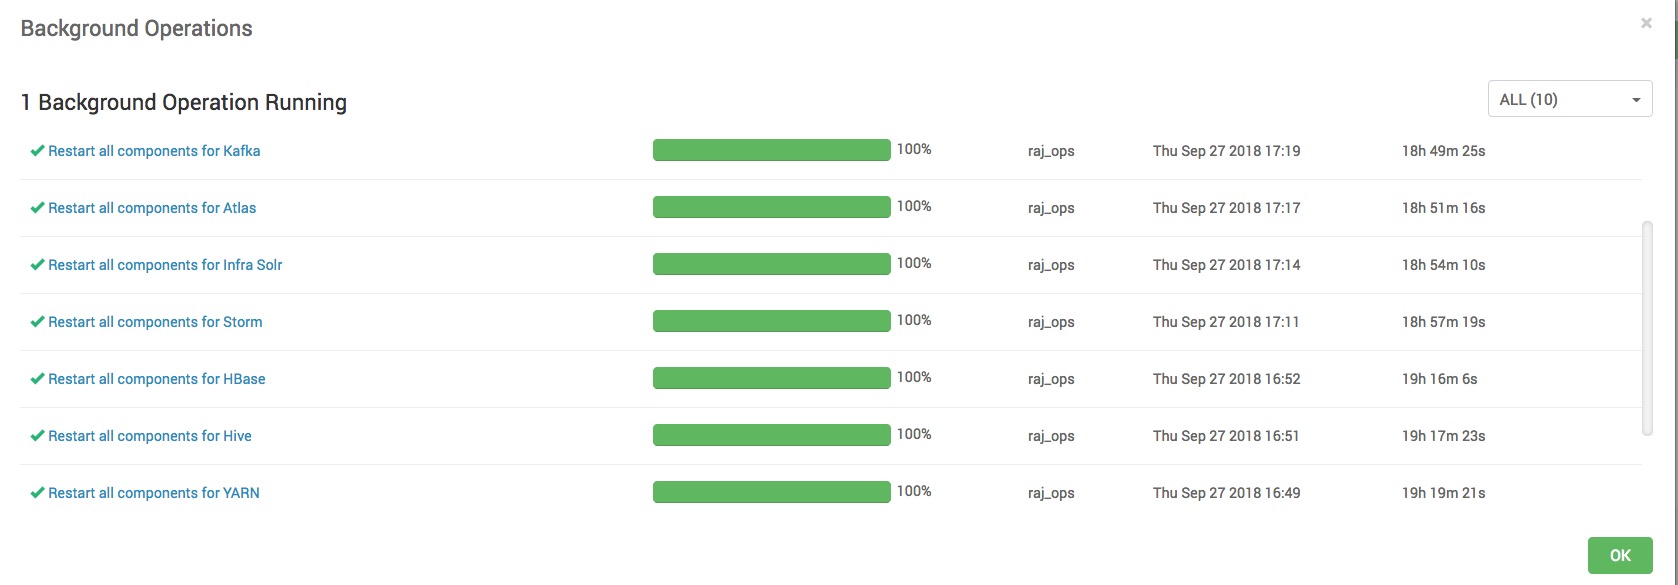 Background Operations
×
1 Background Operation Running
ALL (10)
Restart all components for Kafka 100% raj_ops Thu Sep 27 2018 17:19 18h 49m 25s
Restart all components for Atlas 100% raj_ops Thu Sep 27 2018 17:17 18h 51m 16s
Restart all components for Infra Solr 100% raj_ops Thu Sep 27 2018 17:14 18h 54m 10s
Restart all components for Storm 100% raj_ops Thu Sep 27 2018 17:11 18h 57m 19s
Restart all components for HBase 100% raj_ops Thu Sep 27 2018 16:52 19h 16m 6s
Restart all components for Hive 100% raj_ops Thu Sep 27 2018 16:51 19h 17m 23s
Restart all components for YARN 100% raj_ops Thu Sep 27 2018 16:49 19h 19m 21s
OK